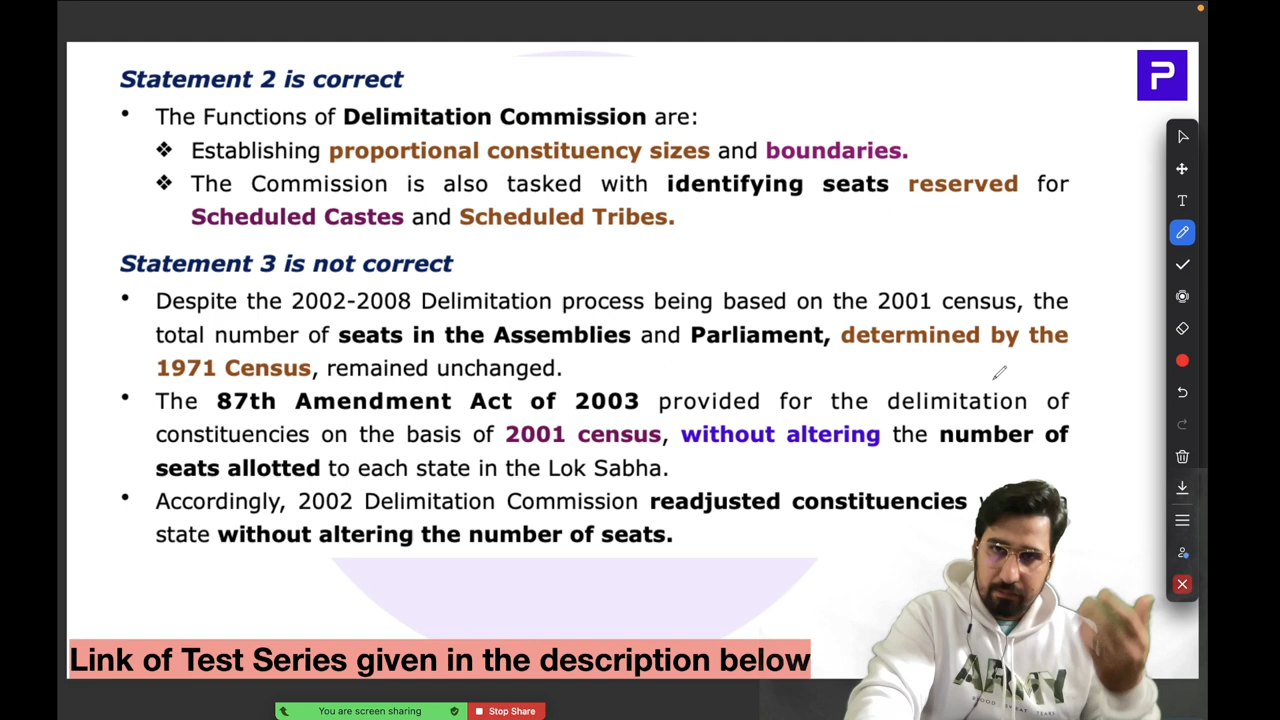 Statement 2 is correct
• The Functions of Delimitation Commission are:
❖ Establishing proportional constituency sizes and boundaries.
❖ The Commission is also tasked with identifying seats reserved for
Scheduled Castes and Scheduled Tribes.
Statement 3 is not correct
• Despite the 2002-2008 Delimitation process being based on the 2001 census, the
total number of seats in the Assemblies and Parliament, determined by the
1971 Census, remained unchanged.
• The 87th Amendment Act of 2003 provided for the delimitation of
constituencies on the basis of 2001 census, without altering the number of
seats allotted to each state in the Lok Sabha.
• Accordingly, 2002 Delimitation Commission readjusted constituencies
state without altering the number of seats.
Link of Test Series given in the description below
You are screen sharing
Stop Share
P
T
ARMY